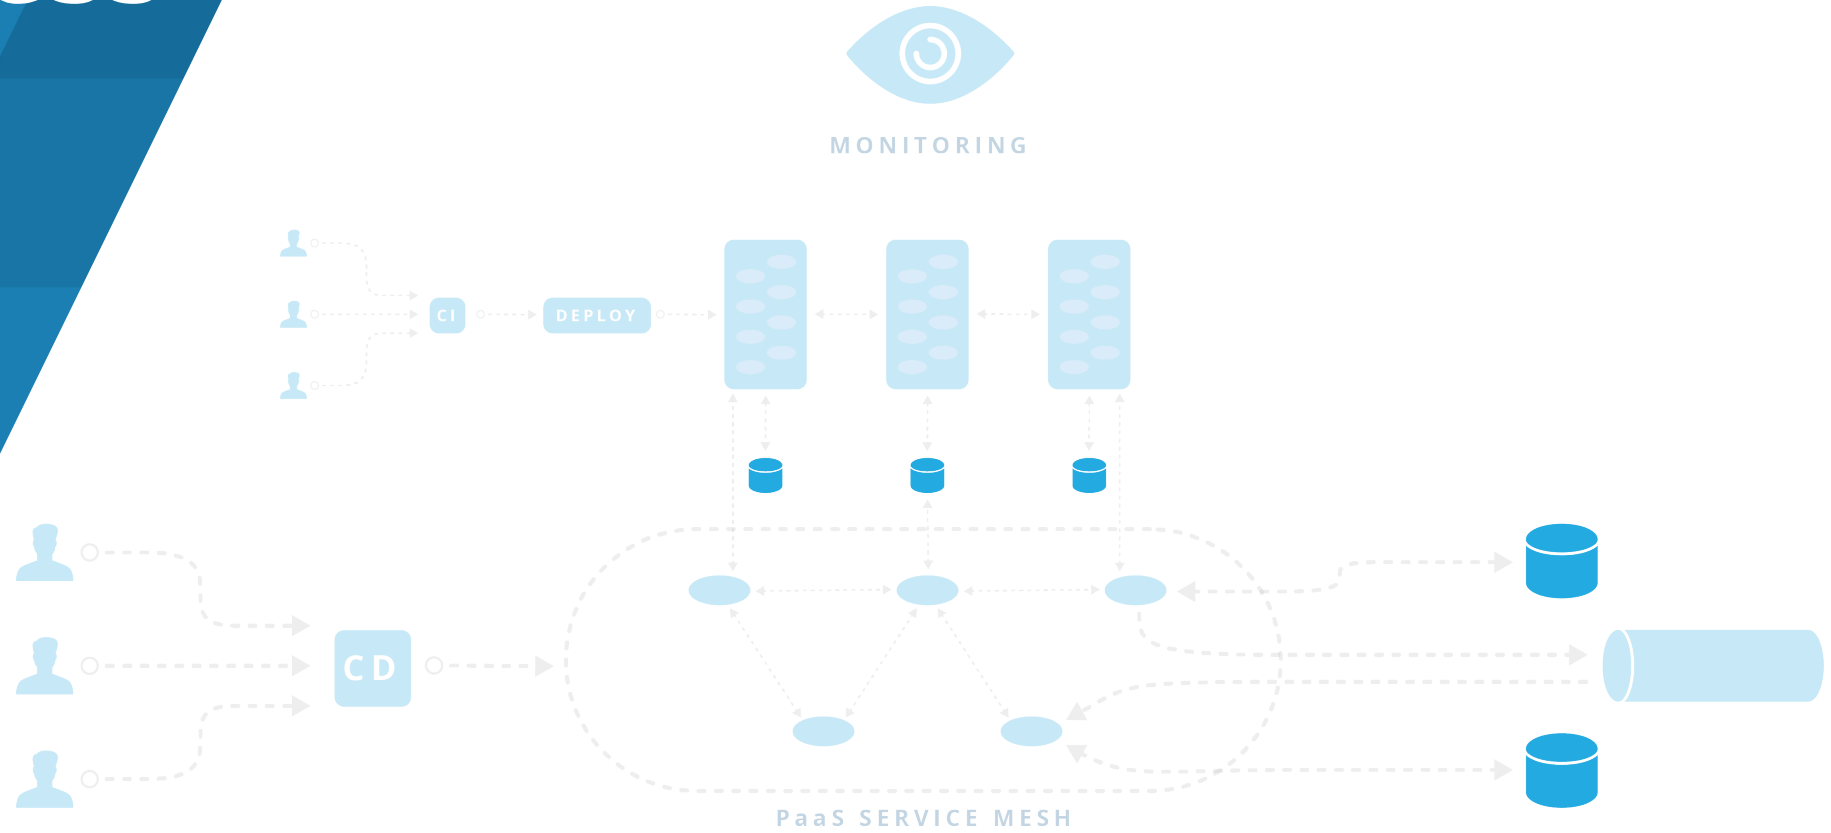 MONITORING
CI
DEPLOY
CD
PaaS SERVICE MESH